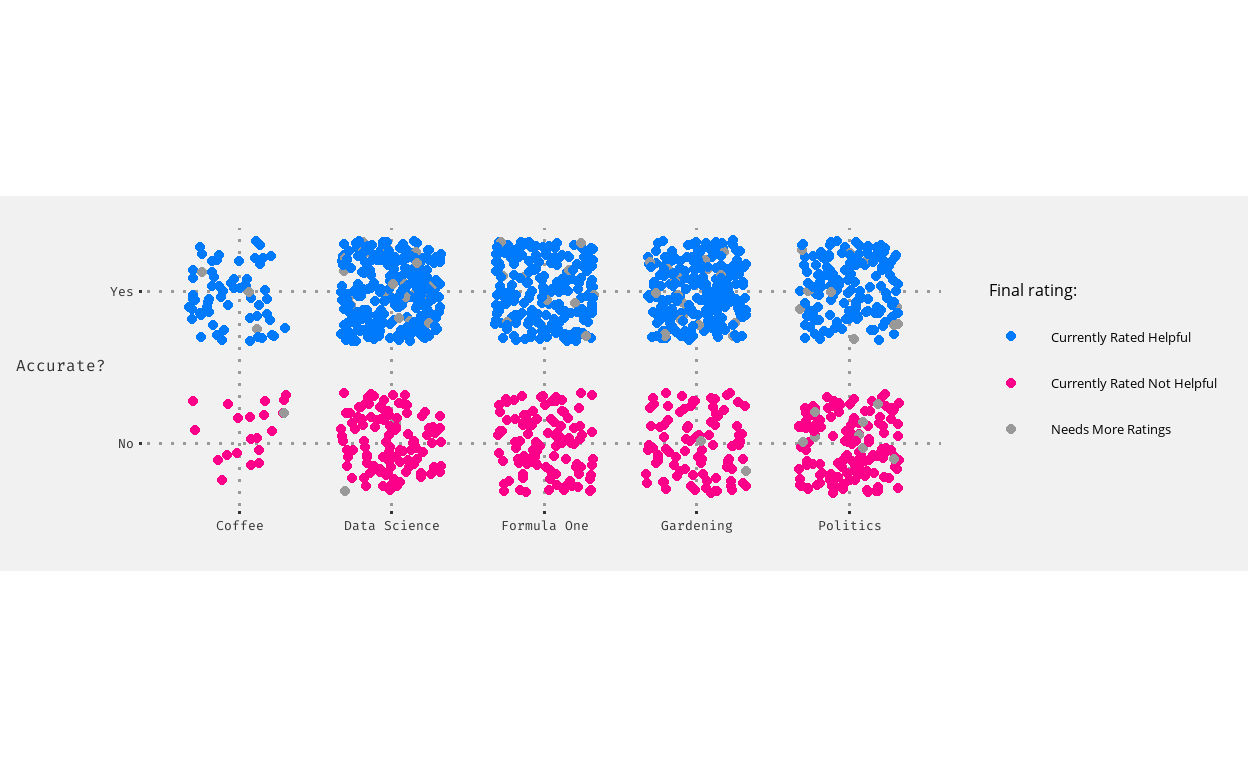 Yes
Accurate?
No
Coffee
Data Science
Formula One
Gardening
Politics
Final rating:
Currently Rated Helpful
Currently Rated Not Helpful
Needs More Ratings